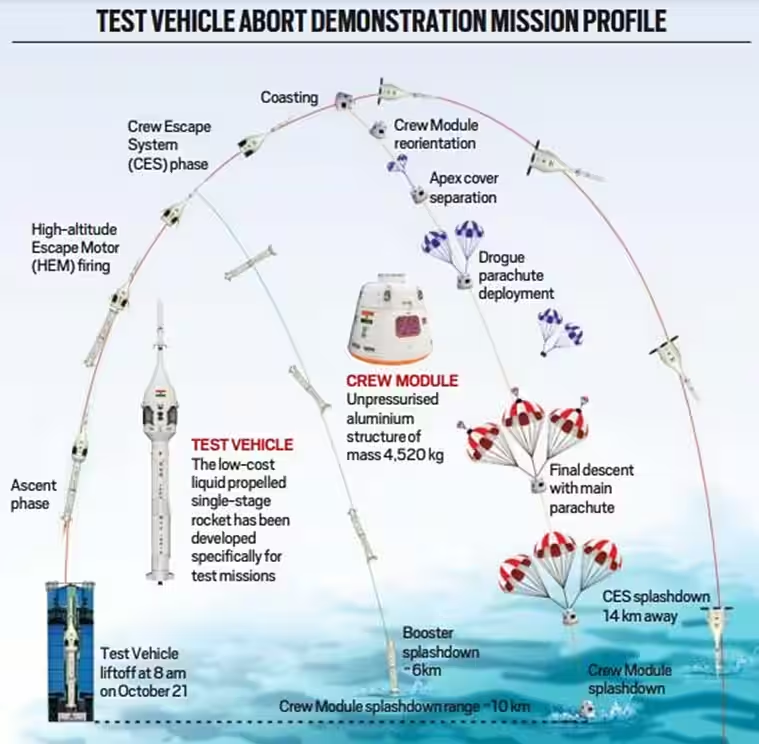 TEST VEHICLE ABORT DEMONSTRATION MISSION PROFILE
Coasting
Crew Escape
System
(CES) phase
Crew Module
reorientation
Apex cover
separation
High-altitude
Escape Motor
(HEM) firing
Drogue
parachute
deployment
CREW MODULE
Unpressurised
aluminium
structure of
mass 4,520 kg
TEST VEHICLE
The low-cost
liquid propelled
single-stage
rocket has been
developed
specifically for
test missions
Ascent
phase
Final descent
with main
parachute
CES splashdown
14 km away
Test Vehicle
liftoff at 8 am
on October 21
Booster
splashdown
~6km
Crew Module
splashdown
Crew Module splashdown range ~10 km